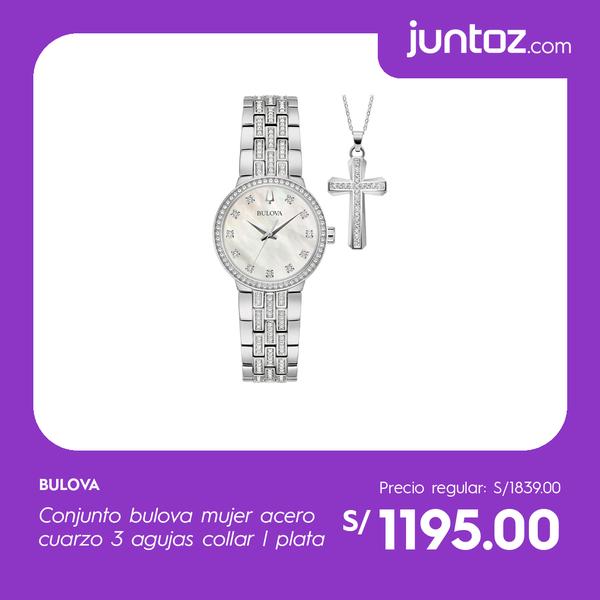 juntoz.com
BULOVA
BULOVA
Precio regular: S/1839.00
Conjunto bulova mujer acero
cuarzo 3 agujas collar | plata
S/ 1195.00